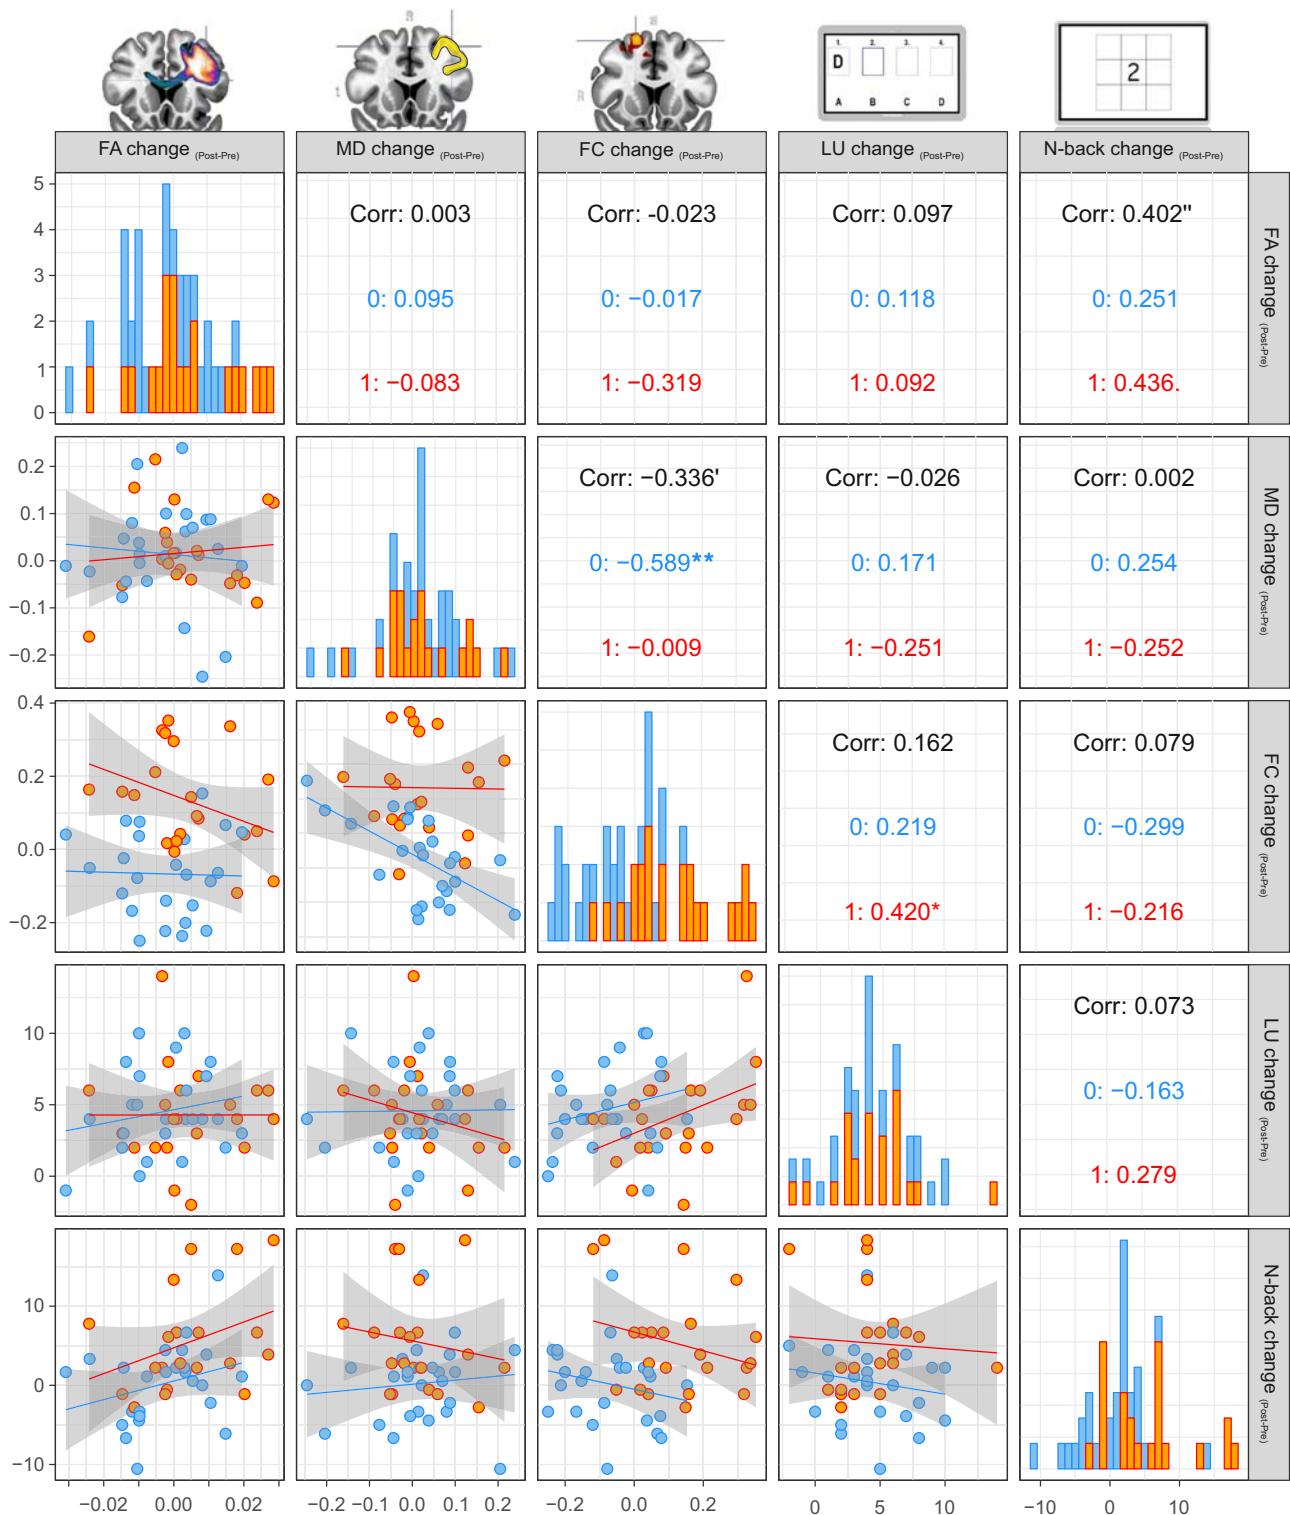 1. 2. 3. 4.
D
A B C D
2
FA change (Post-Pre) MD change (Post-Pre) FC change (Post-Pre) LU change (Post-Pre) N-back change (Post-Pre)
5
4
3
2
1
0
Corr: 0.003
0: 0.095
1: −0.083
Corr: -0.023
0: −0.017
1: −0.319
Corr: 0.097
0: 0.118
1: 0.092
Corr: 0.402"
0: 0.251
1: 0.436.
FA change (Post-Pre)
0.2
0.1
0.0
−0.1
−0.2
Corr: −0.336'
0: −0.589**
1: −0.009
Corr: −0.026
0: 0.171
1: −0.251
Corr: 0.002
0: 0.254
1: −0.252
MD change (Post-Pre)
0.4
0.2
0.0
−0.2
Corr: 0.162
0: 0.219
1: 0.420*
Corr: 0.079
0: −0.299
1: −0.216
FC change (Post-Pre)
10
5
0
Corr: 0.073
0: −0.163
1: 0.279
LU change (Post-Pre)
10
0
−10
N-back change (Post-Pre)
−0.02 0.00 0.02
−0.2 −0.1 0.0 0.1 0.2
−0.2 0.0 0.2
0 5 10
−10 0 10